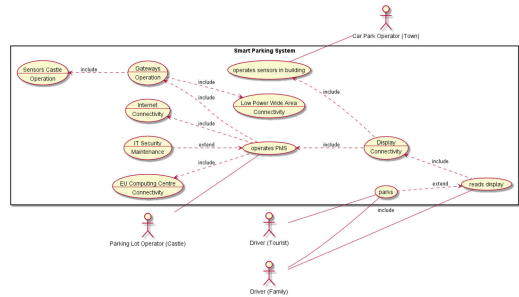 Car Park Operator (Town)
Smart Parking System
Sensors Castle
Operation
include
Gateways
Operation
operates sensors in building
include
include
include
Low Power Wide Area
Connectivity
Internet
Connectivity
include
IT Security
Maintenance
extend
operates PMS
include
Display
Connectivity
include
include
EU Computing Centre
Connectivity
parks
extend
reads display
include
Parking Lot Operator (Castle)
Driver (Tourist)
Driver (Family)